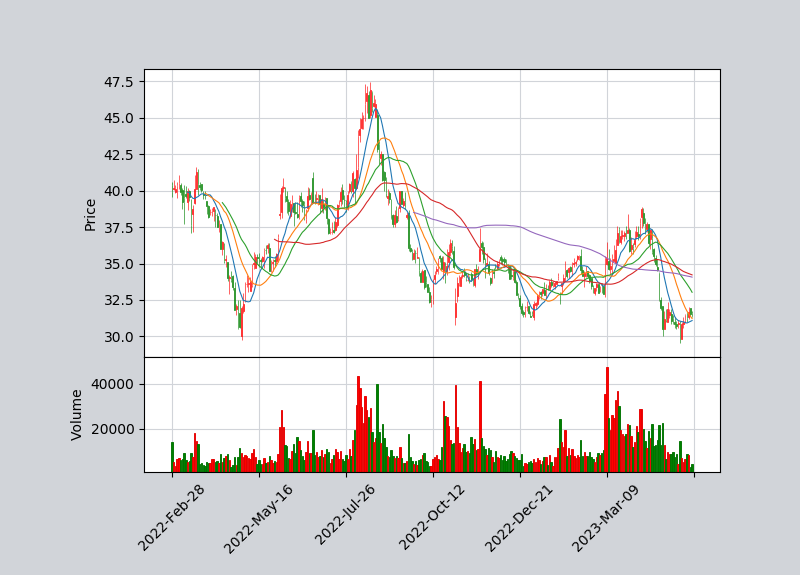 47.5
45.0
42.5
40.0
37.5
35.0
32.5
30.0
Price
40000
20000
Volume
2022-Feb-28
2022-May-16
2022-Jul-26
2022-Oct-12
2022-Dec-21
2023-Mar-09